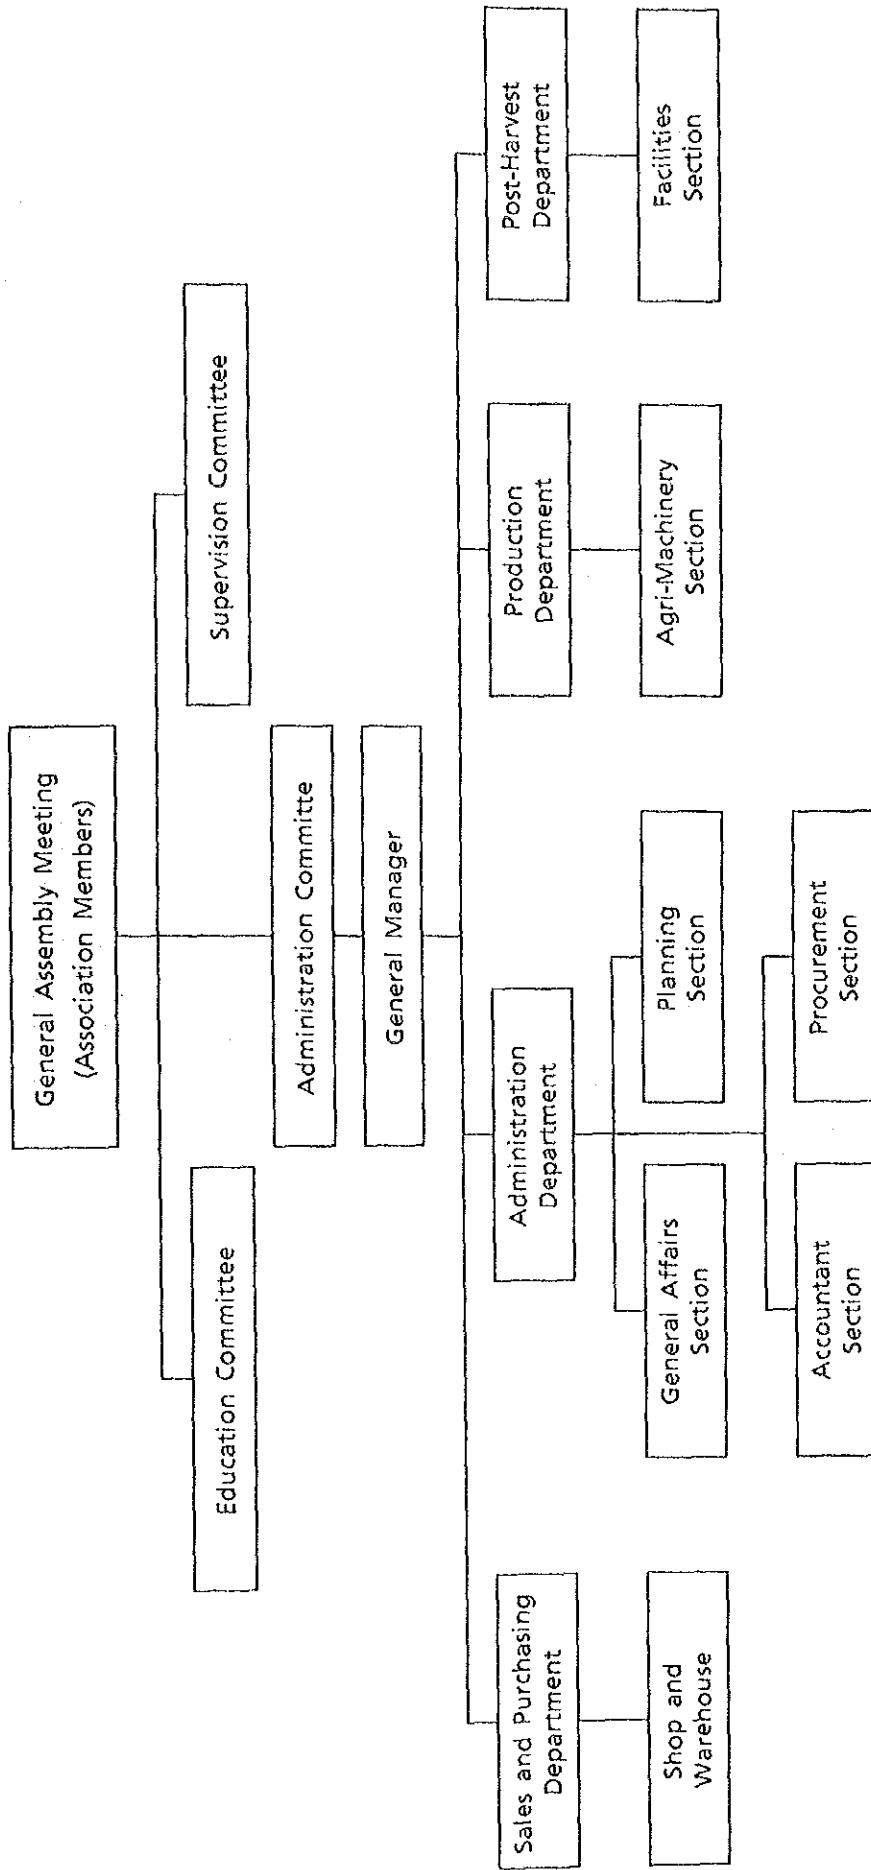 General Assembly Meeting
(Association Members)
Education Committee
Supervision Committee
Administration Committe
General Manager
Sales and Purchasing
Department
Administration
Department
Production
Department
Post-Harvest
Department
Shop and
Warehouse
General Affairs
Section
Planning
Section
Agri-Machinery
Section
Facilities
Section
Accountant
Section
Procurement
Section